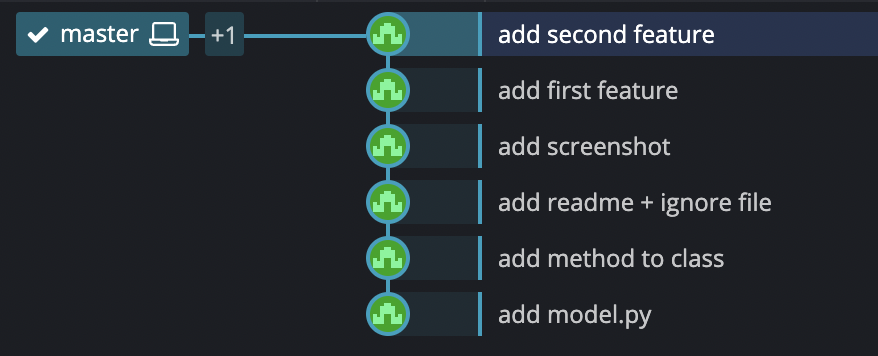 master +1 add second feature
add first feature
add screenshot
add readme + ignore file
add method to class
add model.py